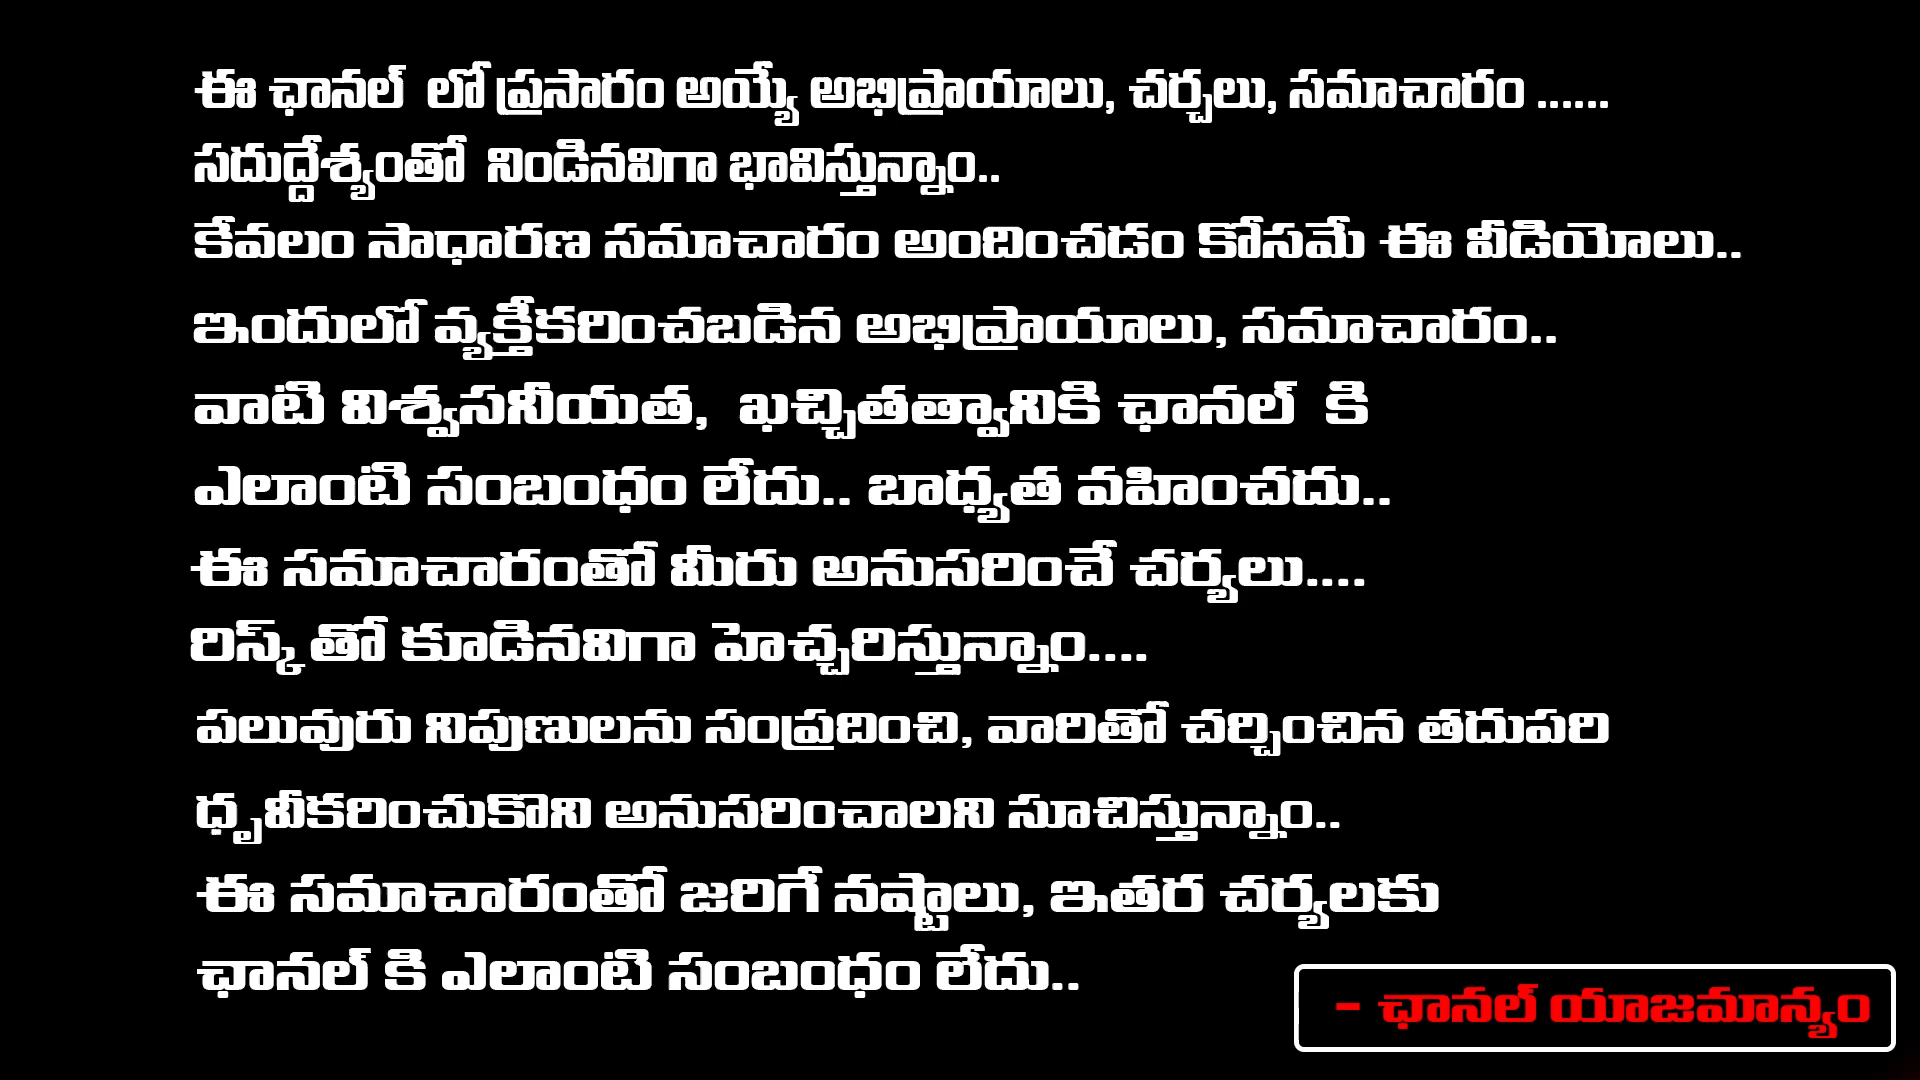 ఈ ఛానల్ లో ప్రసారం అయ్యే అభిప్రాయాలు, చర్చలు, సమాచారం ......
సదుద్దేశ్యంతో నిండినవిగా భావిస్తున్నాం..
కేవలం సాధారణ సమాచారం అందించడం కోసమే ఈ వీడియోలు..
ఇందులో వ్యక్తీకరించబడిన అభిప్రాయాలు, సమాచారం..
వాటి విశ్వసనీయత, ఖచ్చితత్వానికి ఛానల్ కి
ఎలాంటి సంబంధం లేదు.. బాధ్యత వహించదు..
ఈ సమాచారంతో మీరు అనుసరించే చర్యలు....
రిస్క్ తో కూడినవిగా హెచ్చరిస్తున్నాం....
పలువురు నిపుణులను సంప్రదించి, వారితో చర్చించిన తదుపరి
ధృవీకరించుకొని అనుసరించాలని సూచిస్తున్నాం..
ఈ సమాచారంతో జరిగే నష్టాలు, ఇతర చర్యలకు
ఛానల్ కి ఎలాంటి సంబంధం లేదు..
- ఛానల్ యాజమాన్యం